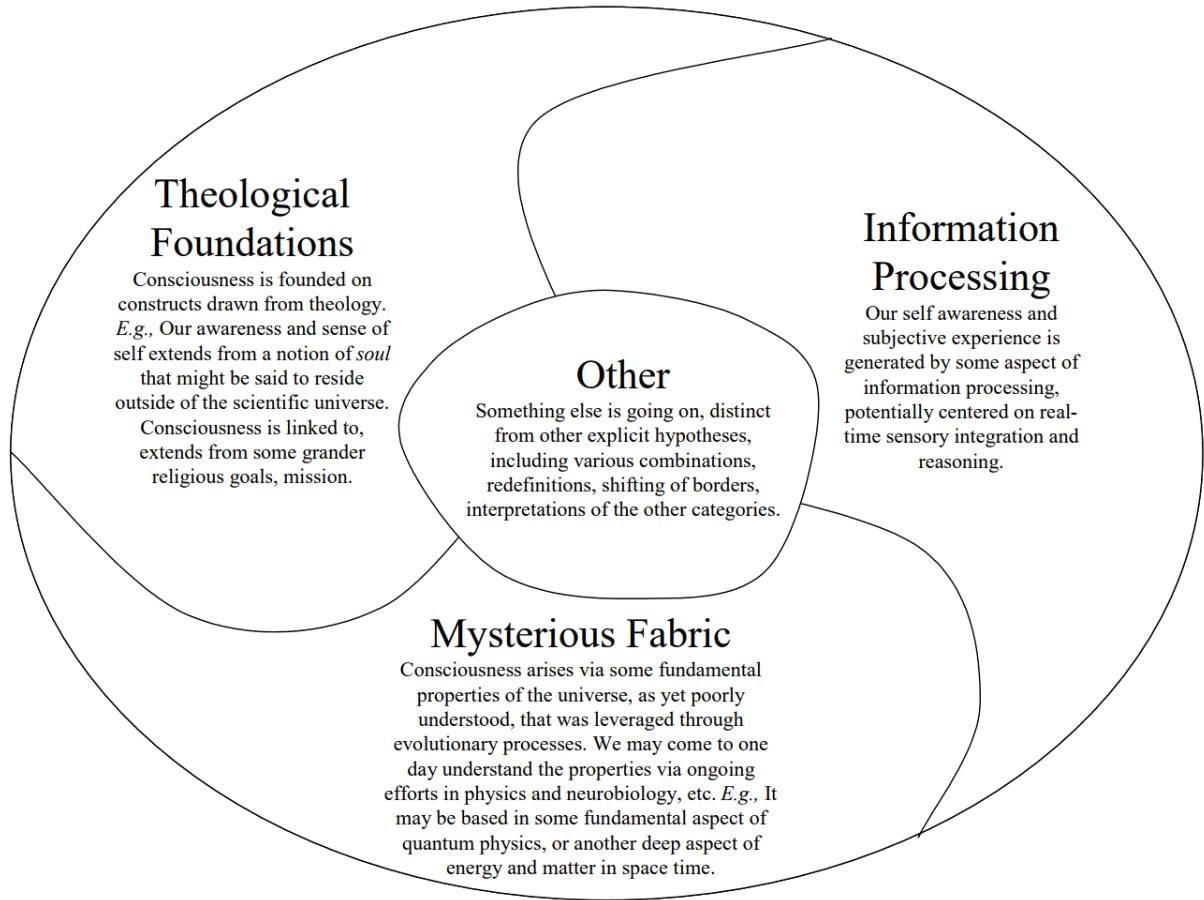 Theological
Foundations
Consciousness is founded on
constructs drawn from theology.
E.g., Our awareness and sense of
self extends from a notion of soul
that might be said to reside
outside of the scientific universe.
Consciousness is linked to,
extends from some grander
religious goals, mission.
Information
Processing
Our self awareness and
subjective experience is
generated by some aspect of
information processing,
potentially centered on real-
time sensory integration and
reasoning.
Other
Something else is going on, distinct
from other explicit hypotheses,
including various combinations,
redefinitions, shifting of borders,
interpretations of the other categories.
Mysterious Fabric
Consciousness arises via some fundamental
properties of the universe, as yet poorly
understood, that was leveraged through
evolutionary processes. We may come to one
day understand the properties via ongoing
efforts in physics and neurobiology, etc. E.g., It
may be based in some fundamental aspect of
quantum physics, or another deep aspect of
energy and matter in space time.